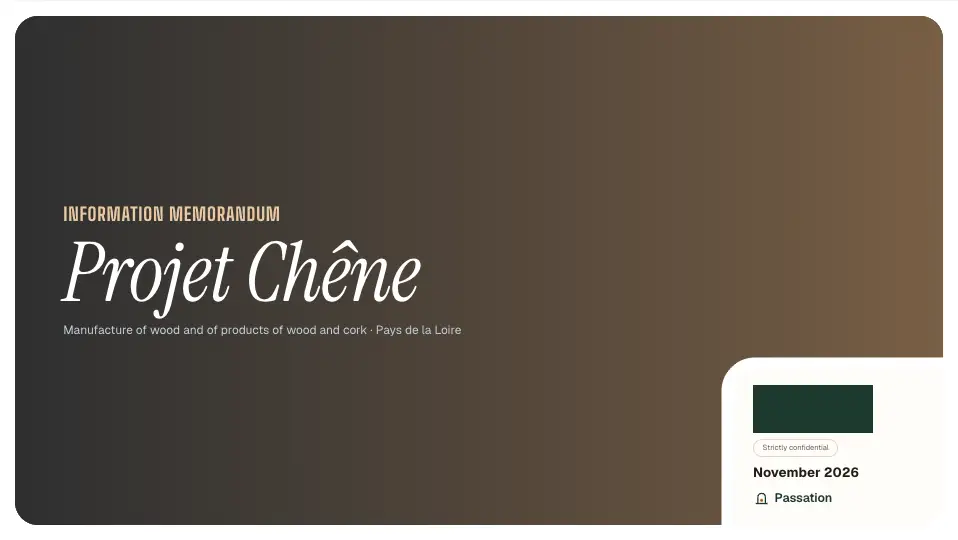 INFORMATION MEMORANDUM
Projet Chêne
Manufacture of wood and of products of wood and cork · Pays de la Loire
Strictly confidential
November 2026
Passation